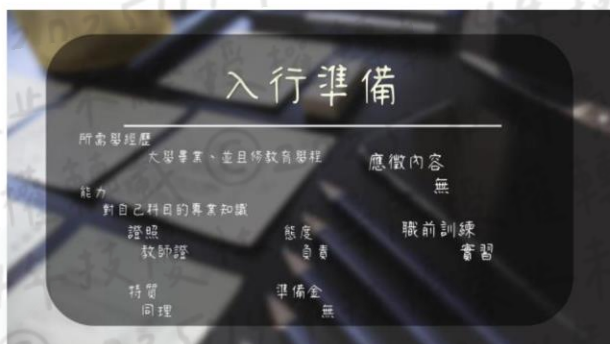 入行準備
所需學經歷
大學畢業、並且修教育學程
應徵內容
無
能力
對自己科目的專業知識
證照
教師證
態度
負責
職前訓練
實習
特質
同理
準備金
無